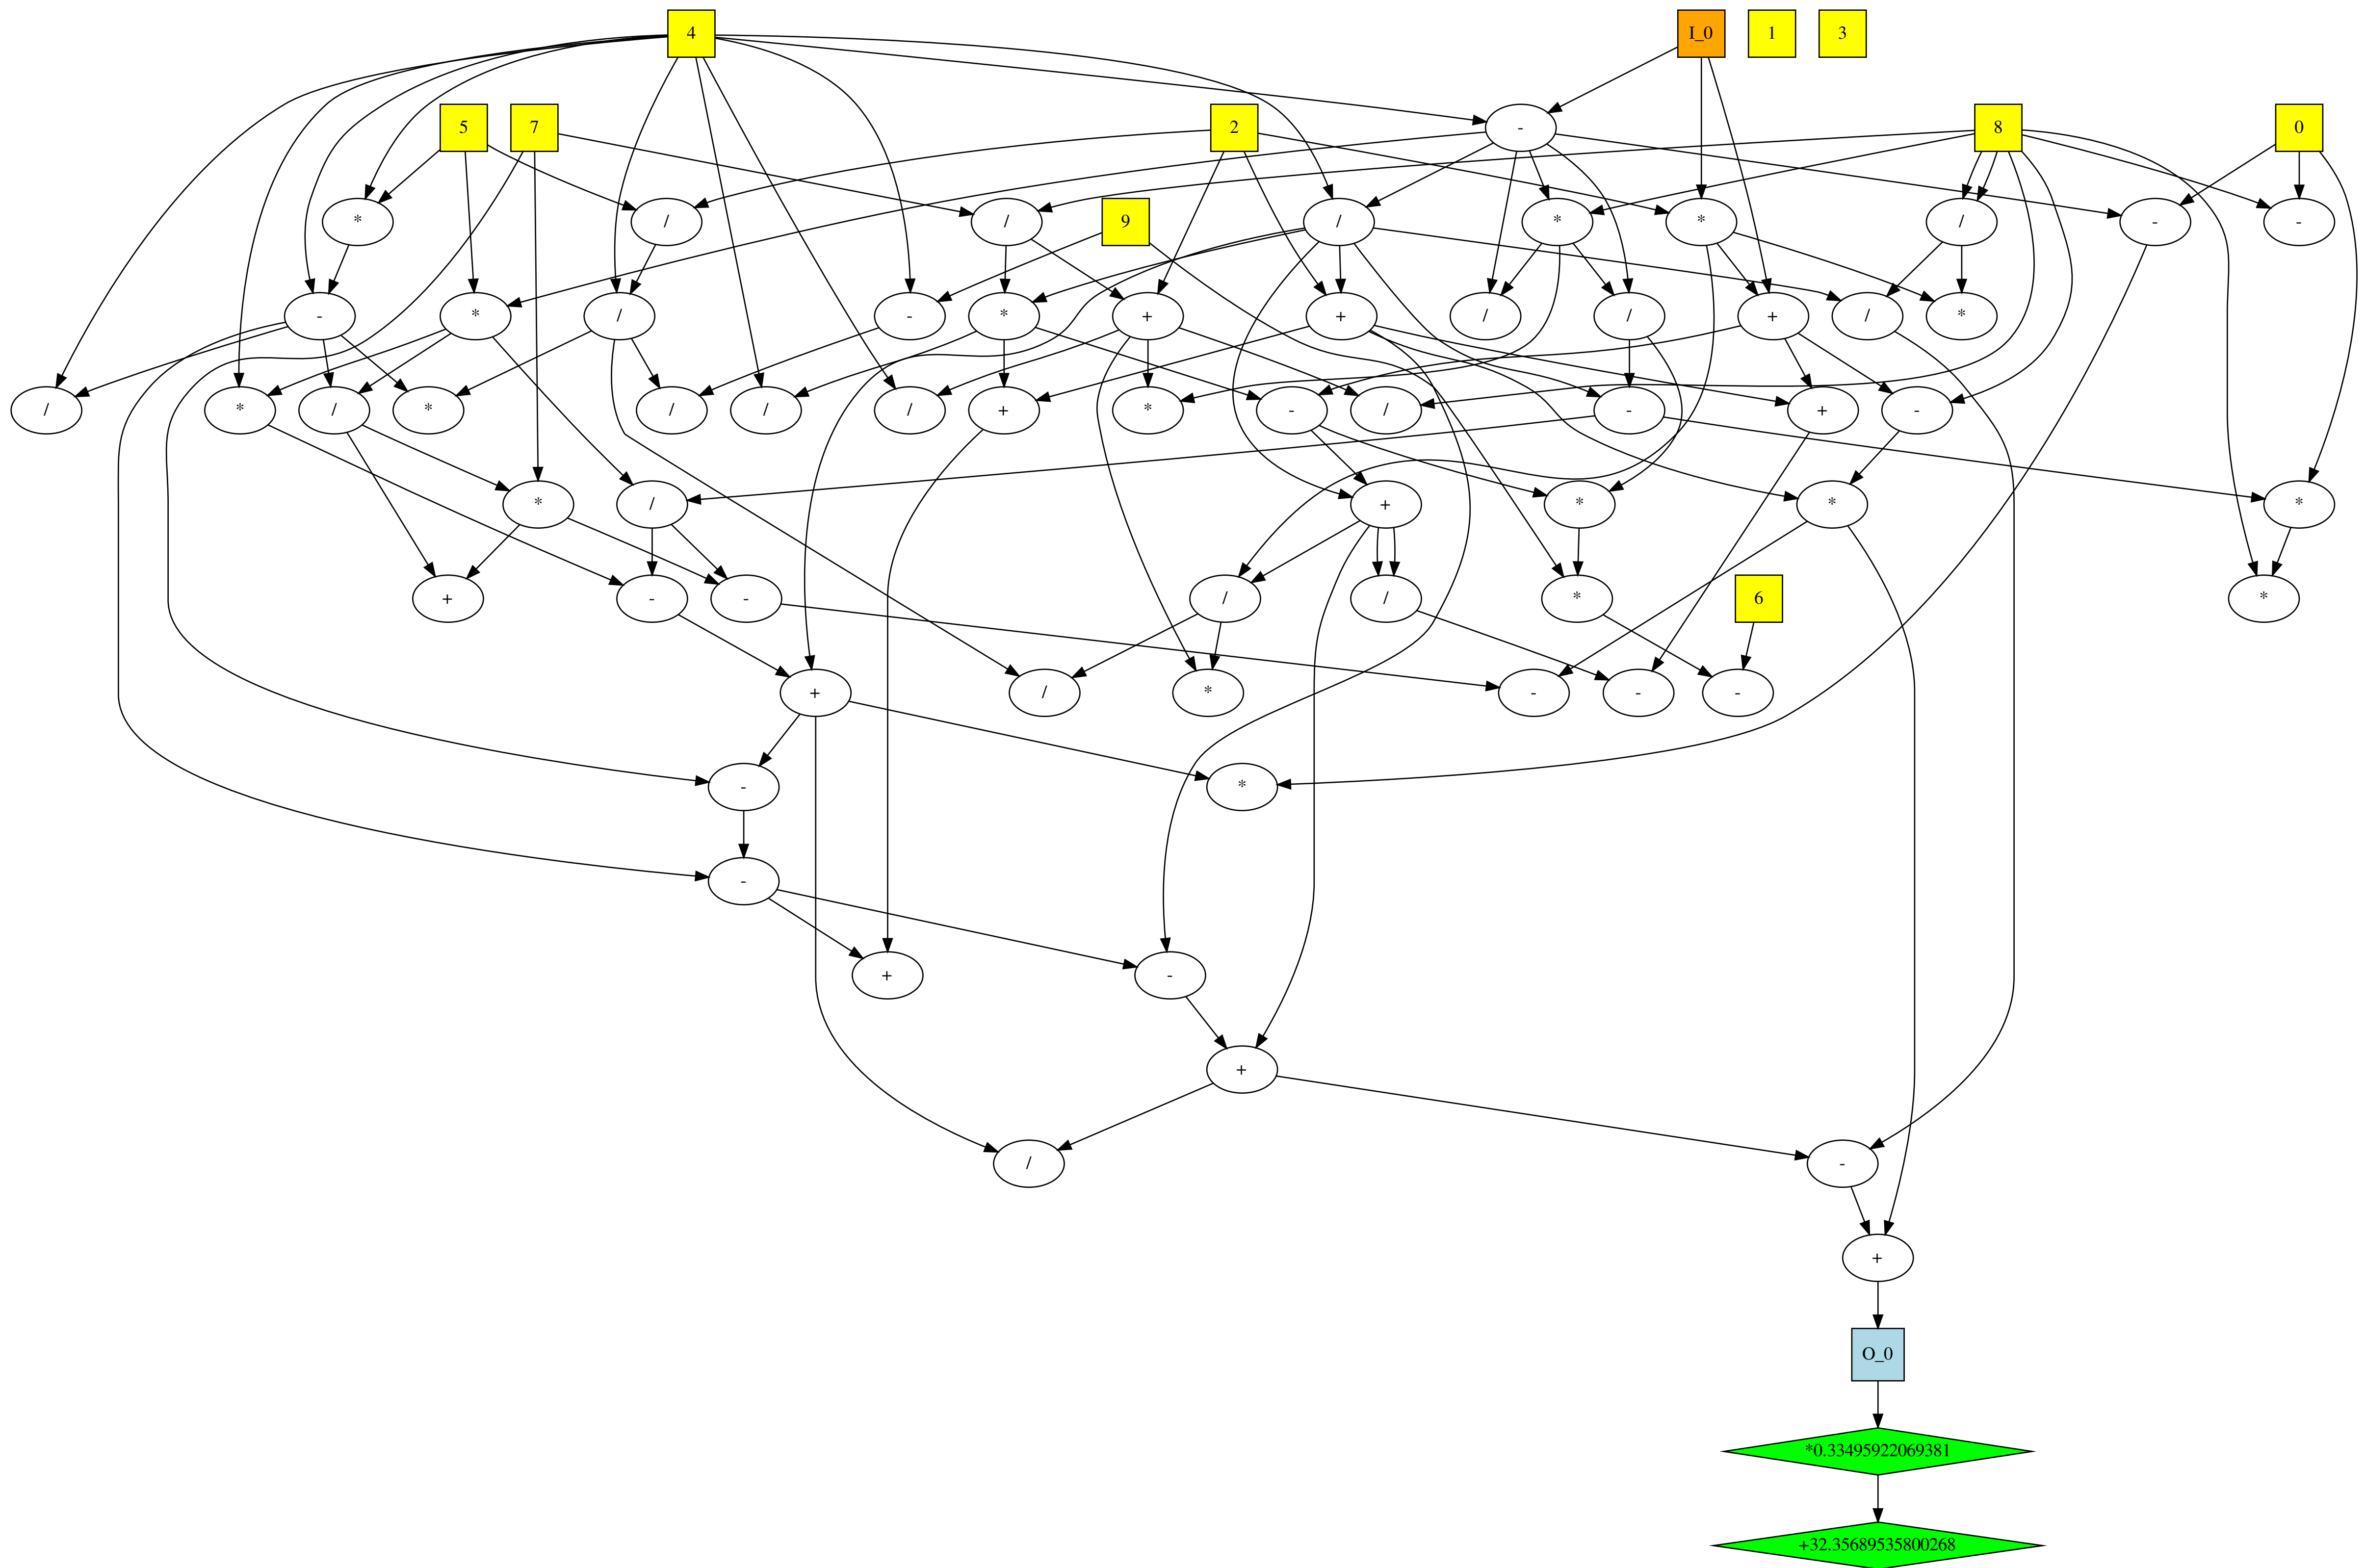 4 I_0 1 3
5 7 2 - 8 0
* / / 9 / * * / - -
- * / - * + + / / + / *
/ * / * / / / + * - / - + -
* / + * * *
+ - - / / * 6 *
+ / * - - -
- *
-
+ -
+
/ -
+
O_0
*0.33495922069381
+32.35689535800268